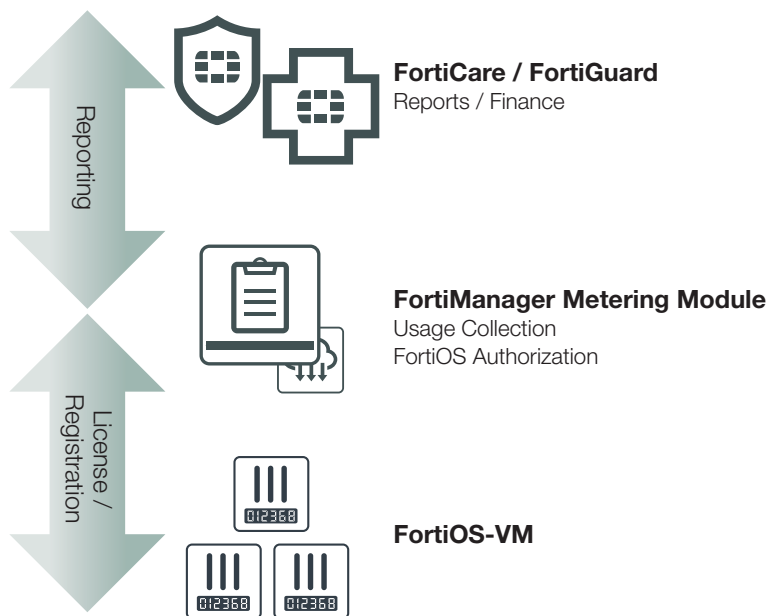 FortiCare / FortiGuard
Reports / Finance
Reporting
FortiManager Metering Module
Usage Collection
FortiOS Authorization
License /
Registration
012368
FortiOS-VM
012368
012368